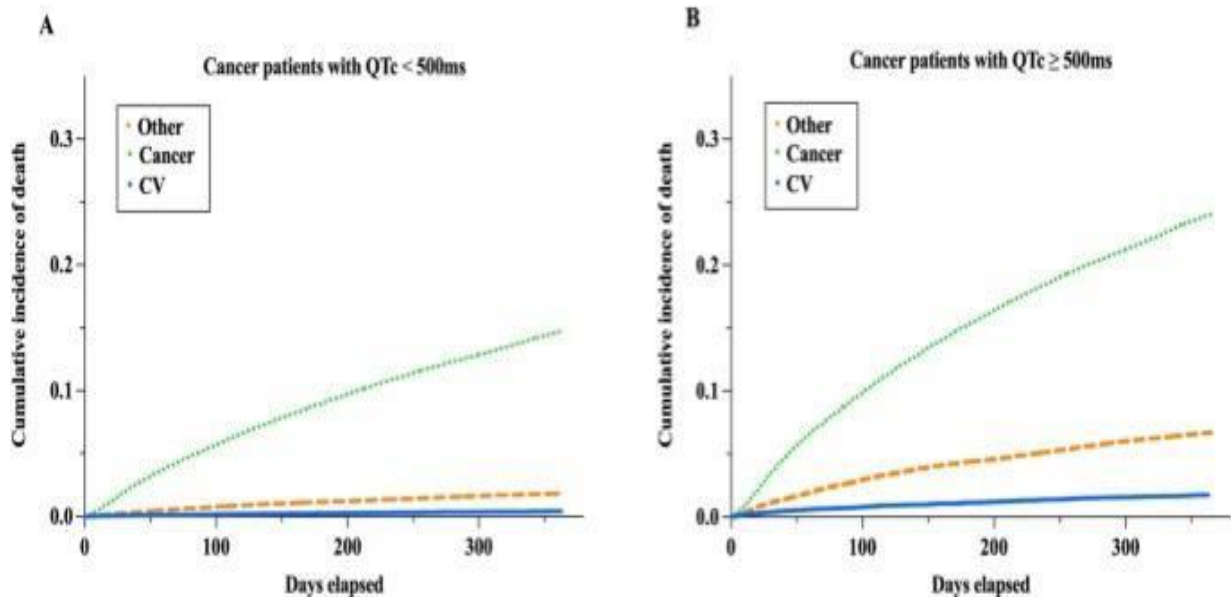 A
Cancer patients with QTc < 500ms
Other
Cancer
CV
Cumulative incidence of death
0.3
0.2
0.1
0.0
0
100
200
300
Days elapsed
B
Cancer patients with QTc ≥ 500ms
Other
Cancer
CV
Cumulative incidence of death
0.3
0.2
0.1
0.0
0
100
200
300
Days elapsed